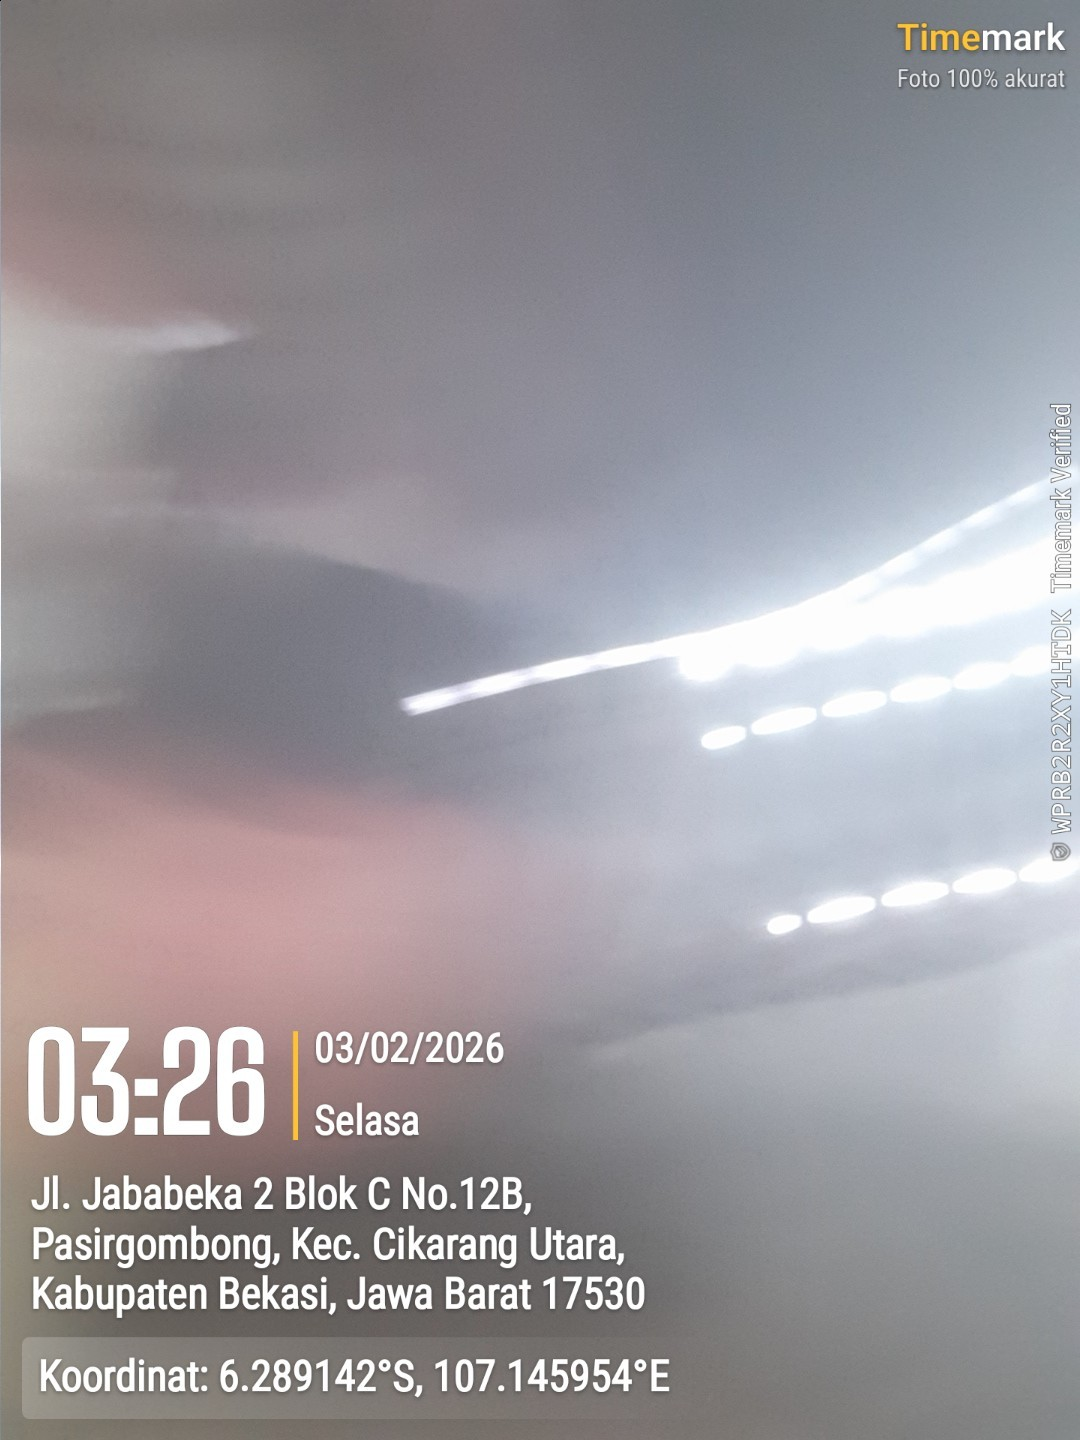 Timemark
Foto 100% akurat
WPRB2R2XY1HIDK Timemark Verified
03:26
03/02/2026
Selasa
Jl. Jababeka 2 Blok C No.12B,
Pasirgombong, Kec. Cikarang Utara,
Kabupaten Bekasi, Jawa Barat 17530
Koordinat: 6.289142°S, 107.145954°E